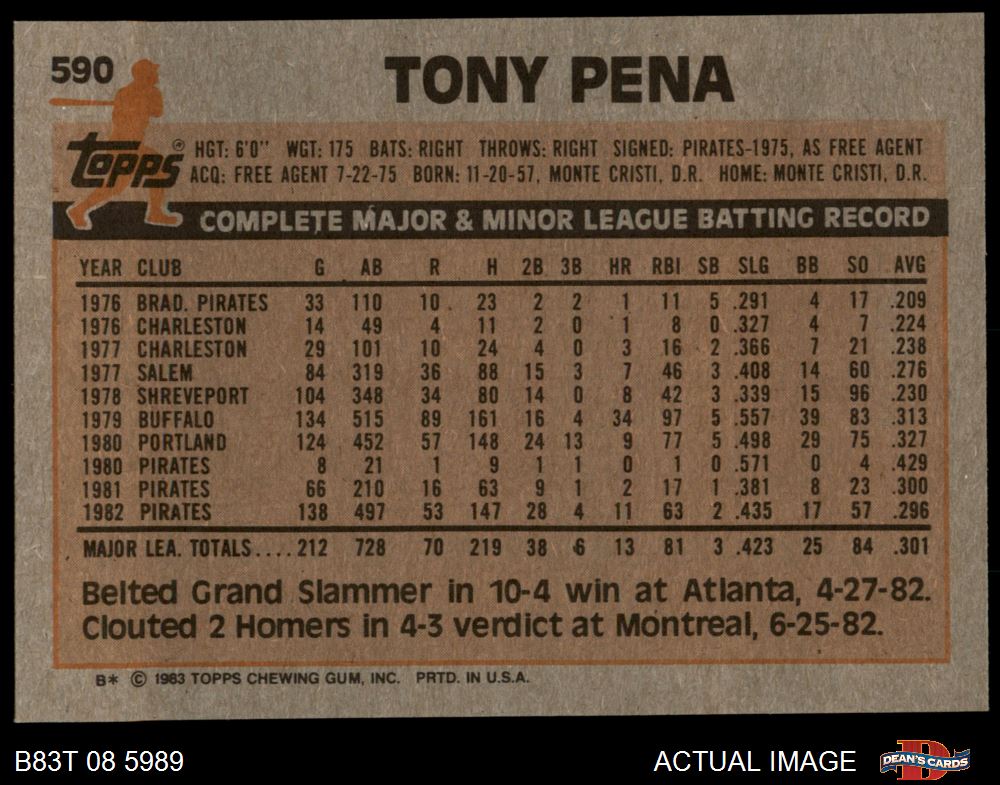 590
TONY PENA
topps®
HGT: 6'0" WGT: 175 BATS: RIGHT THROWS: RIGHT SIGNED: PIRATES-1975, AS FREE AGENT
ACQ: FREE AGENT 7-22-75 BORN: 11-20-57, MONTE CRISTI, D.R. HOME: MONTE CRISTI, D.R.
COMPLETE MAJOR & MINOR LEAGUE BATTING RECORD
YEAR CLUB G AB R H 2B 3B HR RBI SB SLG BB SO AVG
1976 BRAD. PIRATES 33 110 10 23 2 2 1 11 5 .291 4 17 .209
1976 CHARLESTON 14 49 4 11 2 0 1 8 0 .327 4 7 .224
1977 CHARLESTON 29 101 10 24 4 0 3 16 2 .366 7 21 .238
1977 SALEM 84 319 36 88 15 3 7 46 3 .408 14 60 .276
1978 SHREVEPORT 104 348 34 80 14 0 8 42 3 .339 15 96 .230
1979 BUFFALO 134 515 89 161 16 4 34 97 5 .557 39 83 .313
1980 PORTLAND 124 452 57 148 24 13 9 77 5 .498 29 75 .327
1980 PIRATES 8 21 1 9 1 1 0 1 0 .571 0 4 .429
1981 PIRATES 66 210 16 63 9 1 2 17 1 .381 8 23 .300
1982 PIRATES 138 497 53 147 28 4 11 63 2 .435 17 57 .296
MAJOR LEA. TOTALS....212 728 70 219 38 6 13 81 3 .423 25 84 .301
Belted Grand Slammer in 10-4 win at Atlanta, 4-27-82.
Clouted 2 Homers in 4-3 verdict at Montreal, 6-25-82.
B* © 1983 TOPPS CHEWING GUM, INC. PRTD. IN U.S.A.
B83T 08 5989
ACTUAL IMAGE
D
DEAN'S CARDS